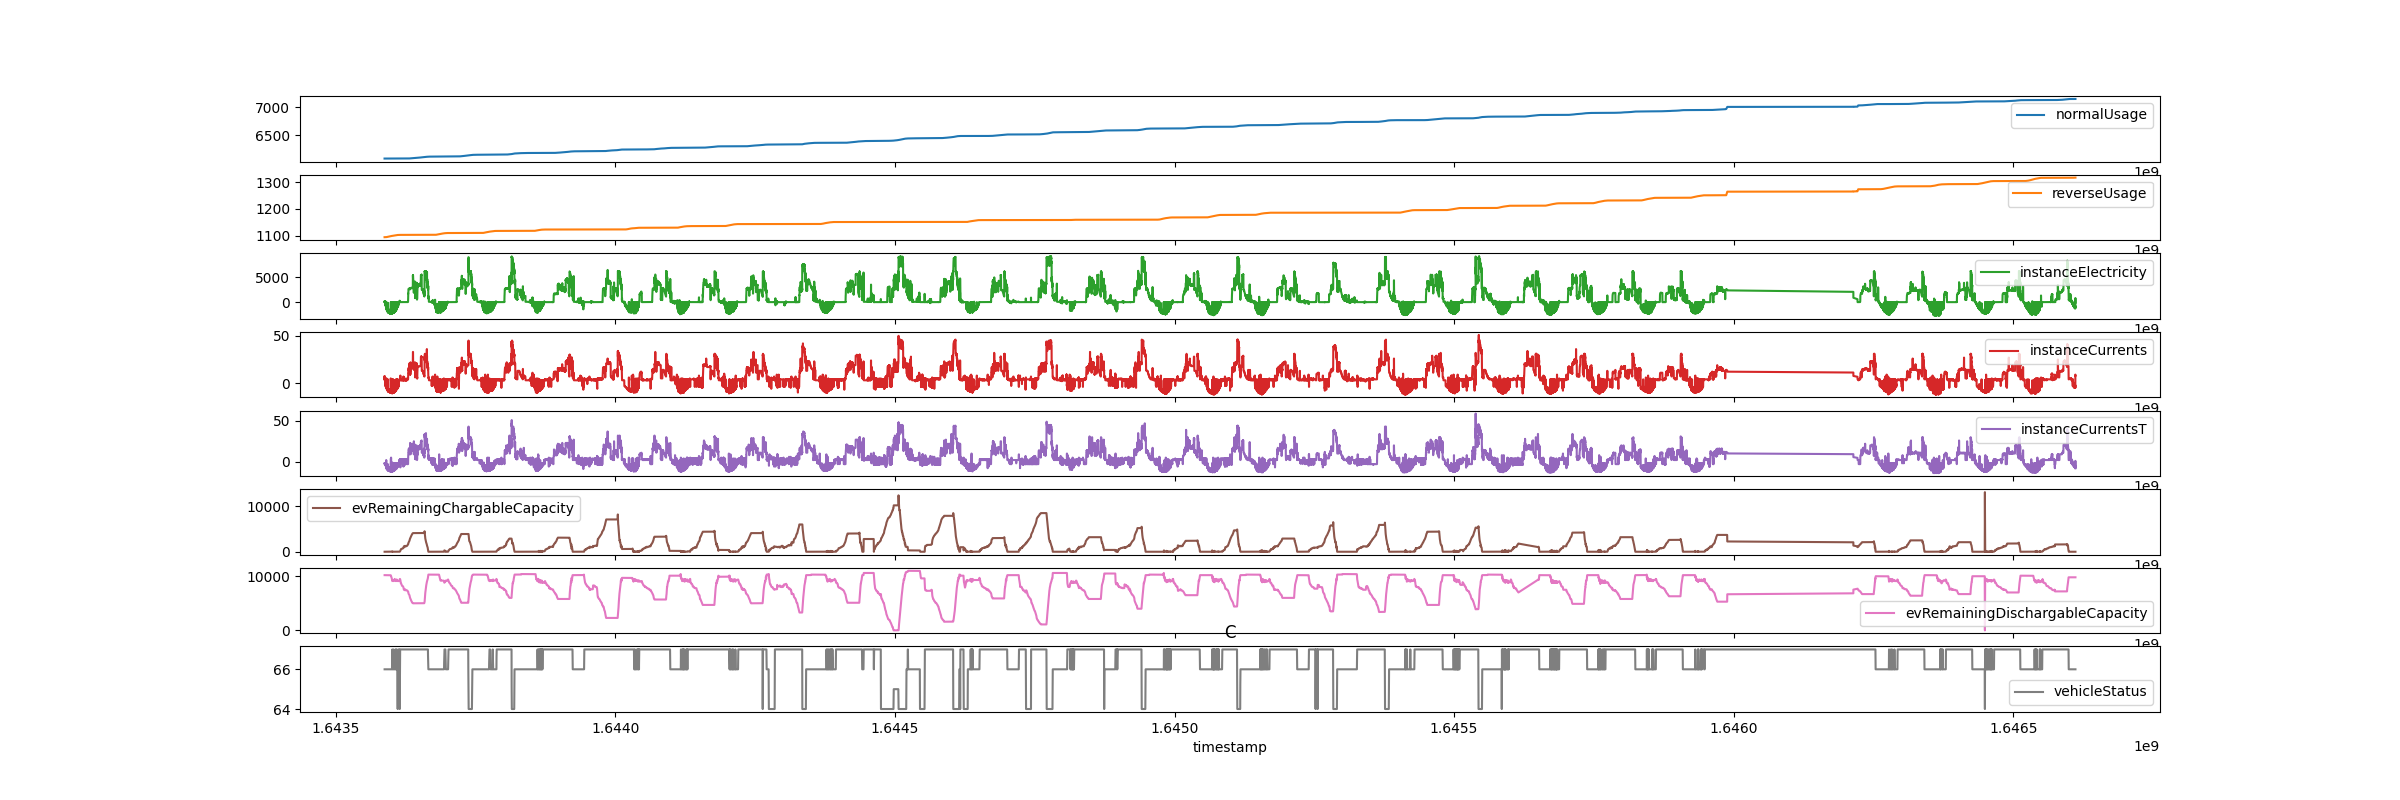 7000
6500
normalUsage
1e9
1300
1200
1100
reverseUsage
1e9
5000
0
instanceElectricity
1e9
50
0
instanceCurrents
1e9
50
0
instanceCurrentsT
1e9
10000
0
evRemainingChargableCapacity
1e9
10000
0
evRemainingDischargableCapacity
1e9
C
66
64
vehicleStatus
1.6435 1.6440 1.6445 1.6450 1.6455 1.6460 1.6465
timestamp 1e9